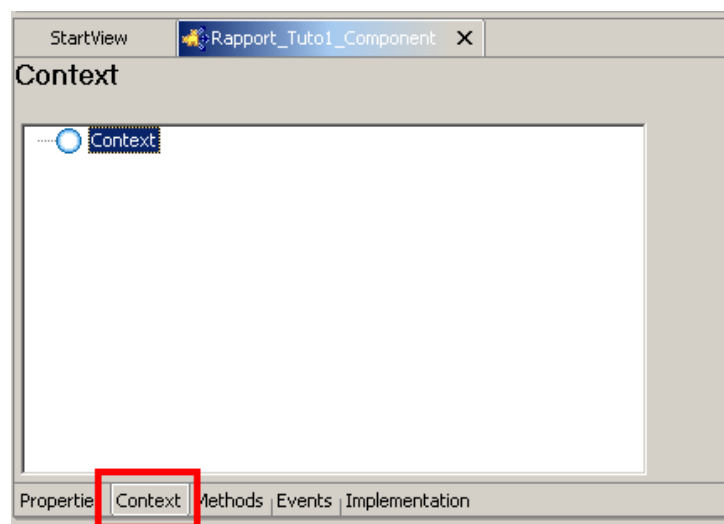 StartView Rapport_Tuto1_Component
Context
Context
Propertie Context Methods Events Implementation